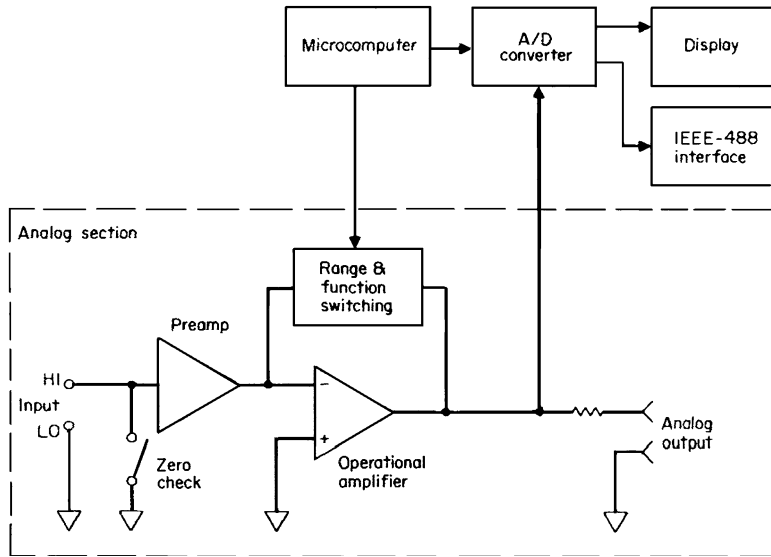 Microcomputer
A/D
converter
Display
IEEE-488
interface
Analog section
Range &
function
switching
Preamp
HI
Input
LO
Zero
check
-
+
Operational
amplifier
Analog
output